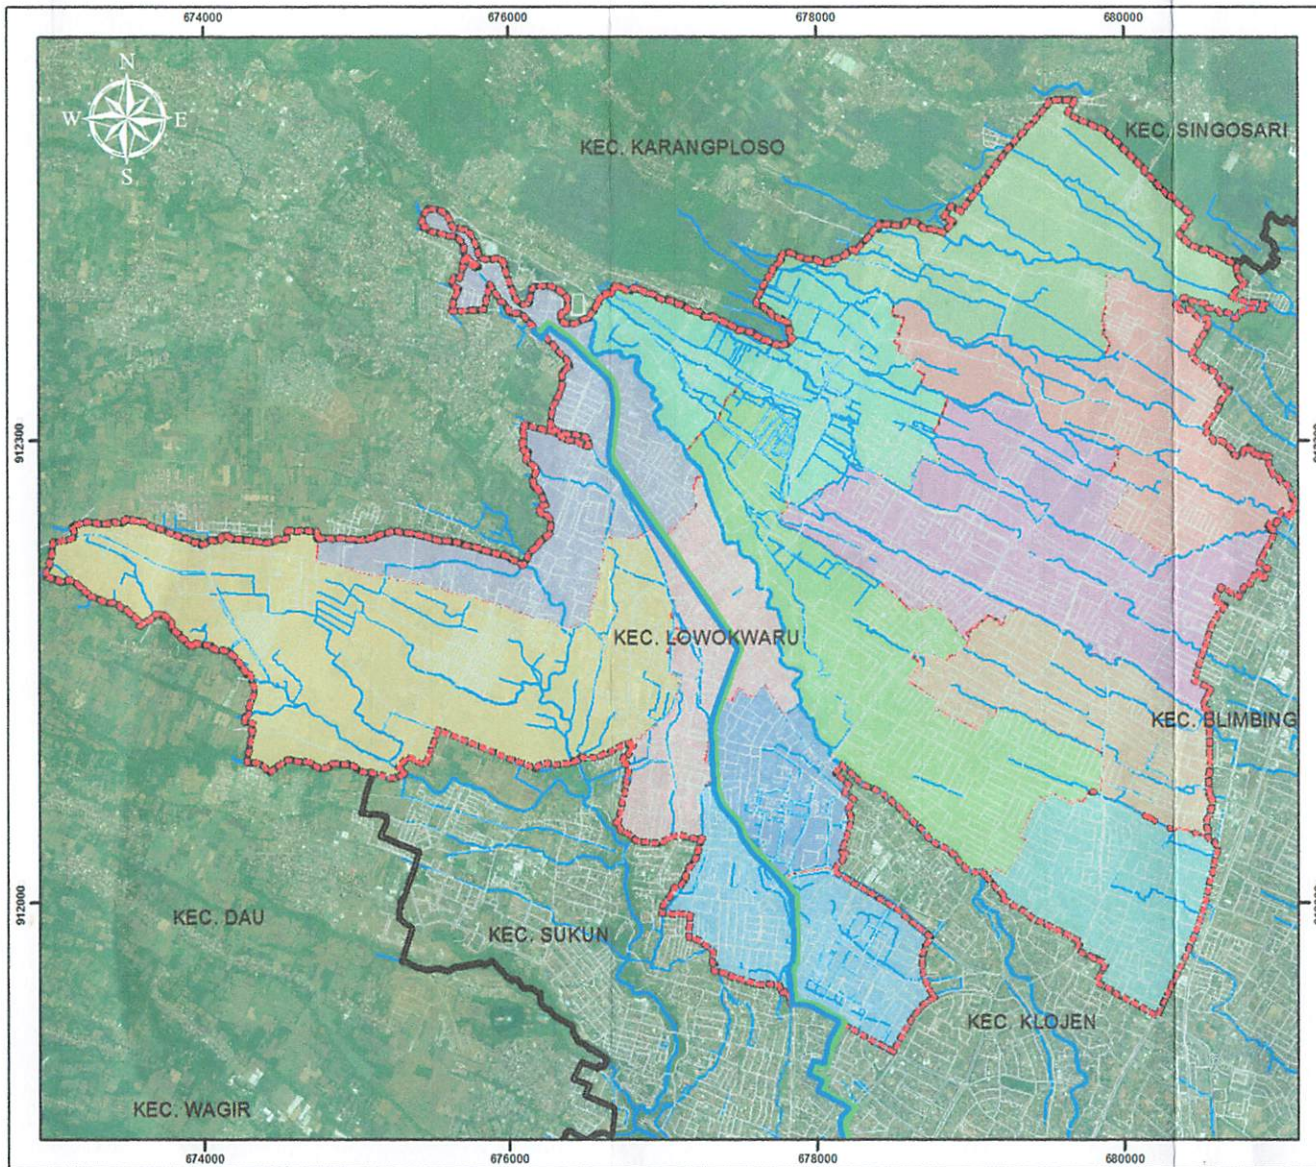 674000 676000 678000 680000
N
W E
S
KEC. KARANGPLOSO
KEC. SINGOSARI
912300
KEC. LOWOKWARU
KEC. BLIMBING
912000
KEC. DAU
KEC. SUKUN
KEC. KLOJEN
KEC. WAGIR
674000 676000 678000 680000